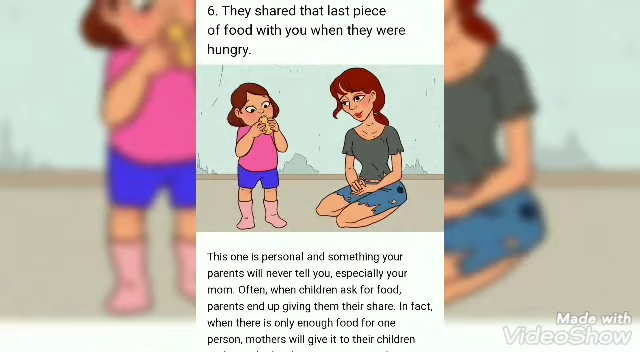 6. They shared that last piece
of food with you when they were
hungry.
This one is personal and something your
parents will never tell you, especially your
mom. Often, when children ask for food,
parents end up giving them their share. In fact,
when there is only enough food for one
person, mothers will give it to their children
Made with
VideoShow